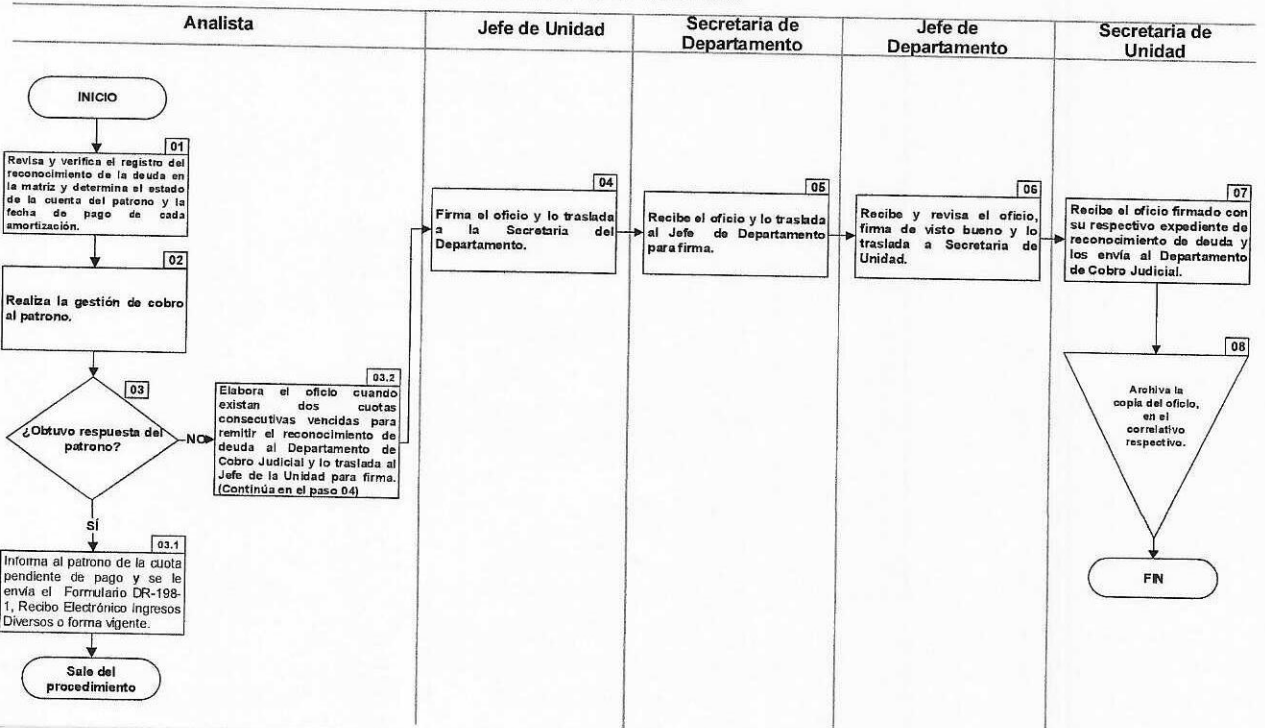 Analista
Jefe de Unidad
Secretaria de
Departamento
Jefe de
Departamento
Secretaria de
Unidad
INICIO
01
Revisa y verifica el registro del
reconocimiento de la deuda en
la matriz y determina el estado
de la cuenta del patrono y la
fecha de pago de cada
amortización.
02
Realiza la gestión de cobro
al patrono.
03
¿Obtuvo respuesta del
patrono?
NO
SÍ
03.1
Informa al patrono de la cuota
pendiente de pago y se le
envía el Formulario DR-198-
1, Recibo Electrónico Ingresos
Diversos o forma vigente.
Sale del
procedimiento
03.2
Elabora el oficio cuando
existan dos cuotas
consecutivas vencidas para
remitir el reconocimiento de
deuda al Departamento de
Cobro Judicial y lo traslada al
Jefe de la Unidad para firma.
(Continúa en el paso 04)
04
Firma el oficio y lo traslada
a la Secretaria del
Departamento.
05
Recibe el oficio y lo traslada
al Jefe de Departamento
para firma.
06
Recibe y revisa el oficio,
firma de visto bueno y lo
traslada a Secretaria de
Unidad.
07
Recibe el oficio firmado con
su respectivo expediente de
reconocimiento de deuda y
los envía al Departamento
de Cobro Judicial.
08
Archiva la
copia del oficio,
en el
correlativo
respectivo.
FIN